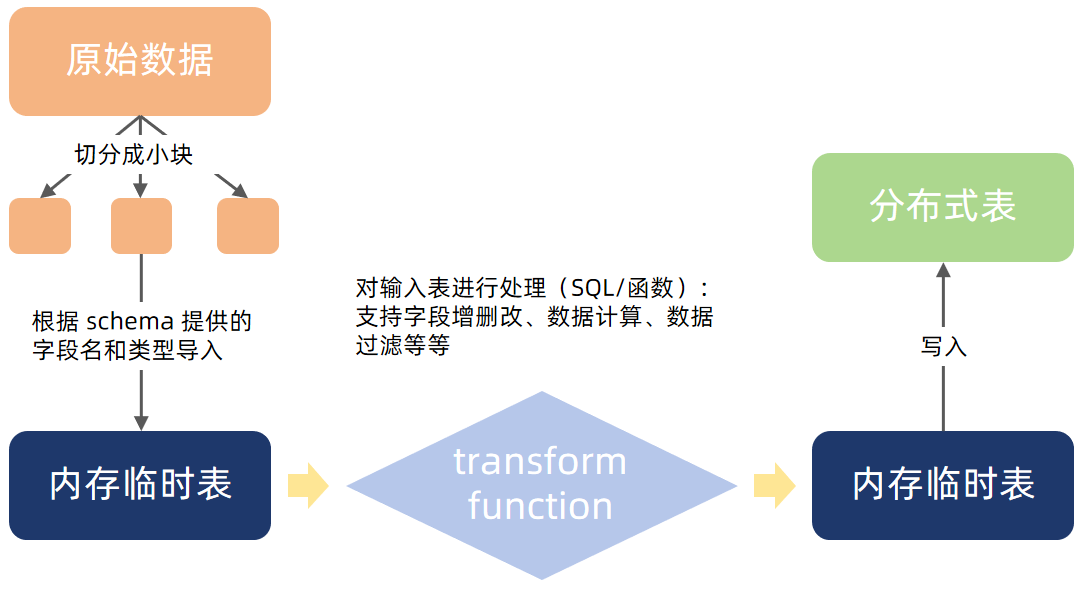 原始数据
切分成小块
根据 schema 提供的
字段名和类型导入
内存临时表
对输入表进行处理（SQL/函数）：
支持字段增删改、数据计算、数据
过滤等等
transform
function
分布式表
写入
内存临时表